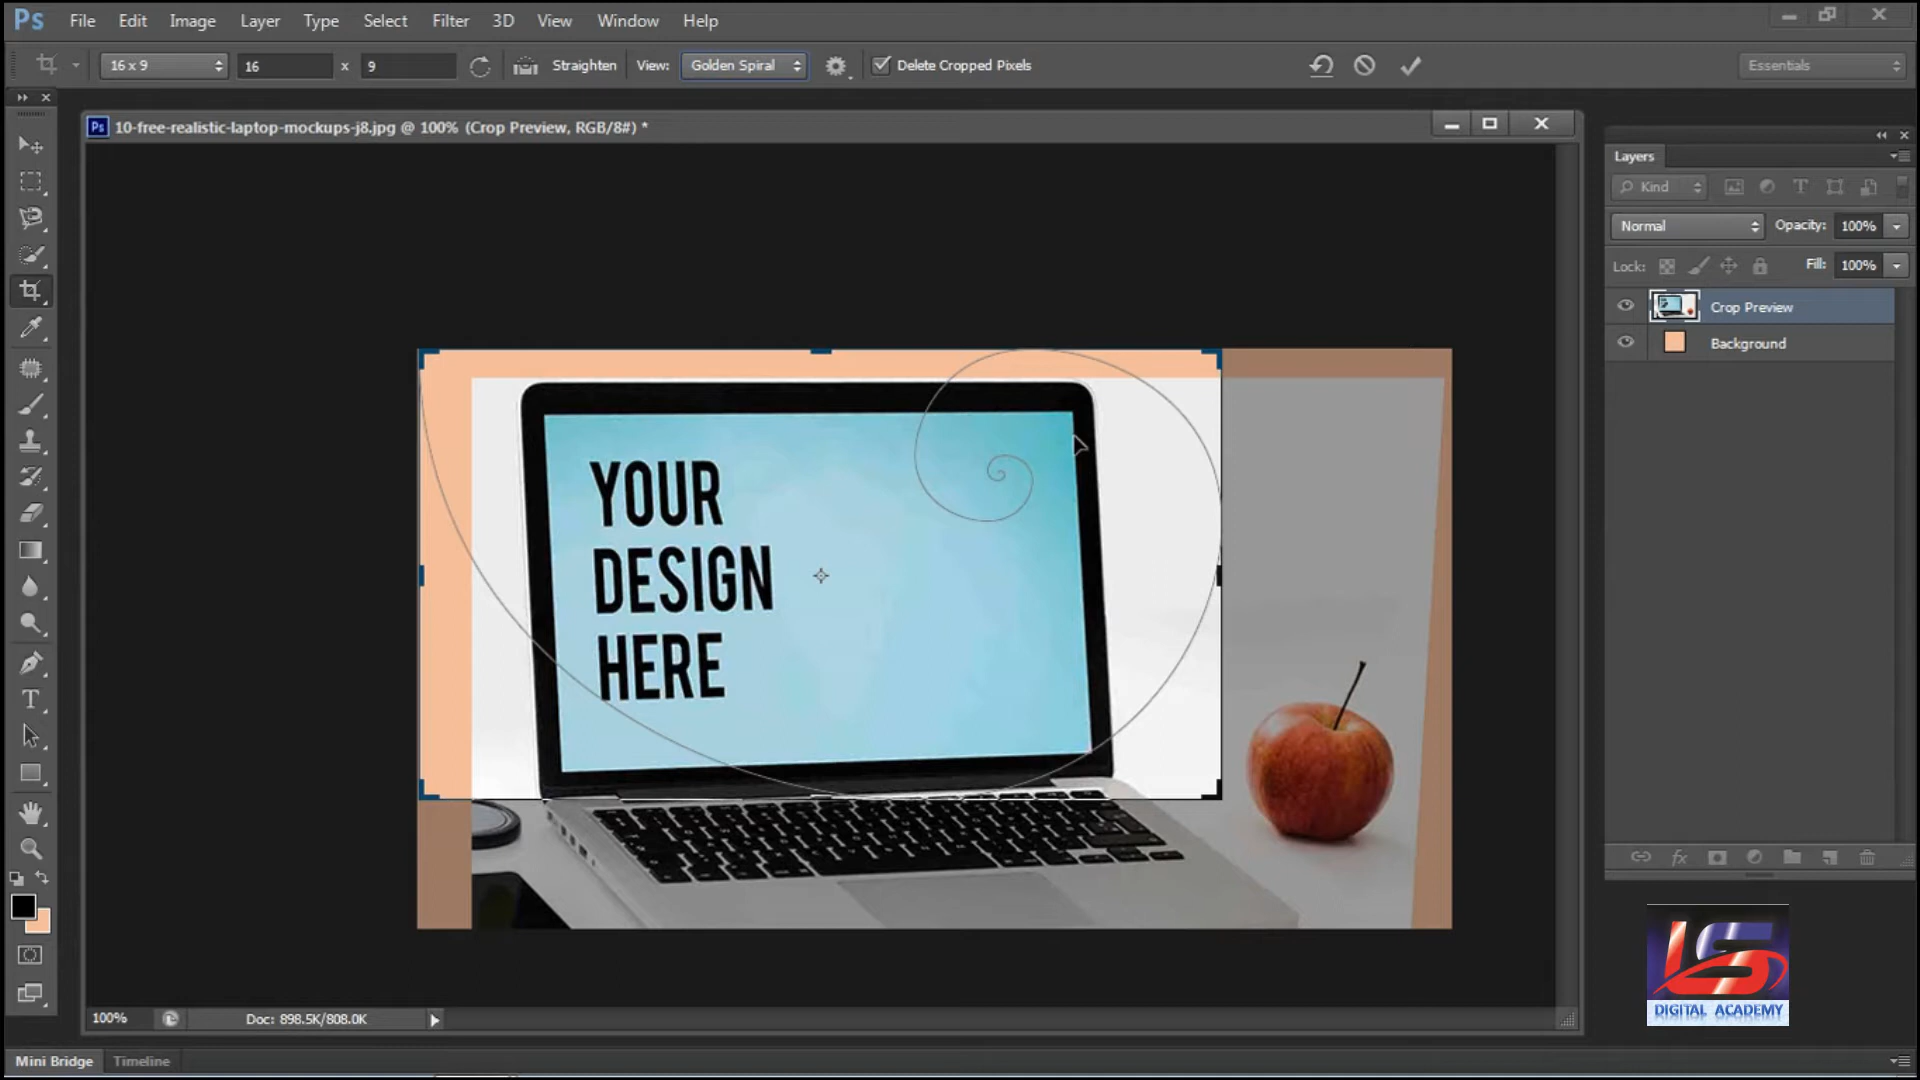 Ps File Edit Image Layer Type Select Filter 3D View Window Help
16 x 9 16 x 9 Straighten View: Golden Spiral Delete Cropped Pixels Essentials
Ps 10-free-realistic-laptop-mockups-j8.jpg @ 100% (Crop Preview, RGB/8#) *
Layers
Kind
Normal Opacity: 100%
Lock: Fill: 100%
Crop Preview
Background
YOUR
DESIGN
HERE
LS
DIGITAL ACADEMY
100% Doc: 898.5K/808.0K
Mini Bridge Timeline